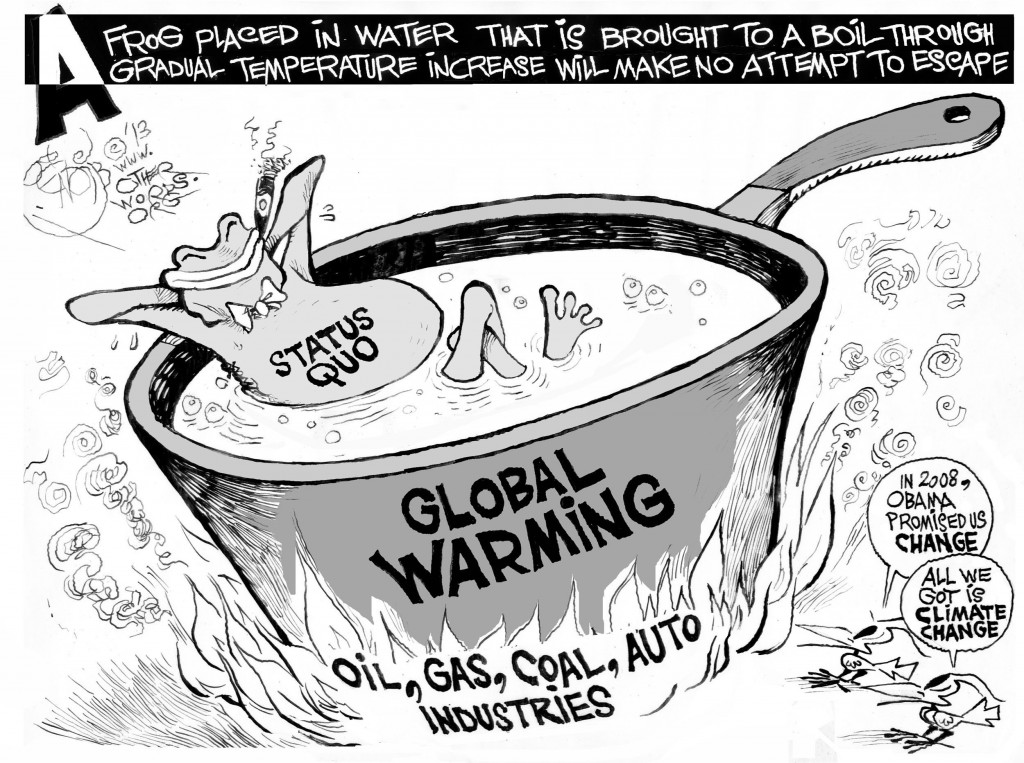 A FROG PLACED IN WATER THAT IS BROUGHT TO A BOIL THROUGH
GRADUAL TEMPERATURE INCREASE WILL MAKE NO ATTEMPT TO ESCAPE
'13
WWW.
OTHER
WORDS.
ORG
STATUS
QUO
GLOBAL
WARMING
OIL, GAS, COAL, AUTO
INDUSTRIES
IN 2008,
OBAMA
PROMISED US
CHANGE
ALL WE
GOT IS
CLIMATE
CHANGE